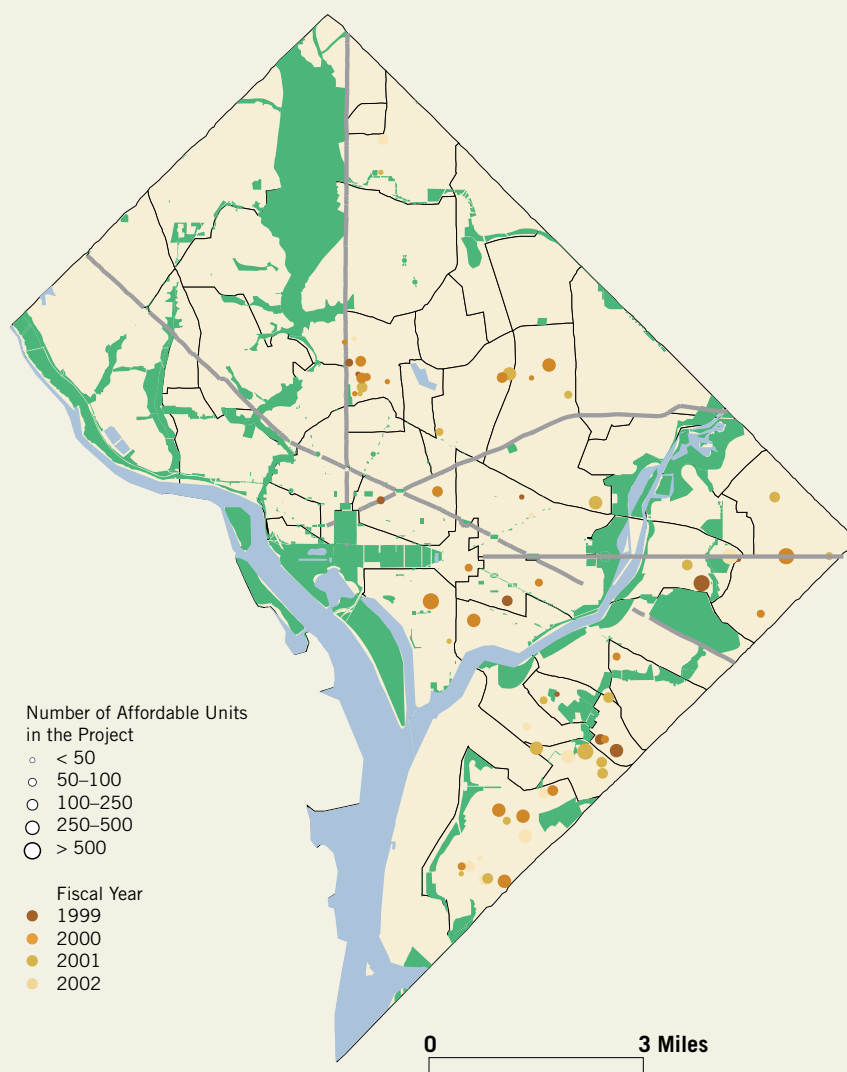 Number of Affordable Units
in the Project
< 50
50–100
100–250
250–500
> 500
Fiscal Year
1999
2000
2001
2002
0 3 Miles